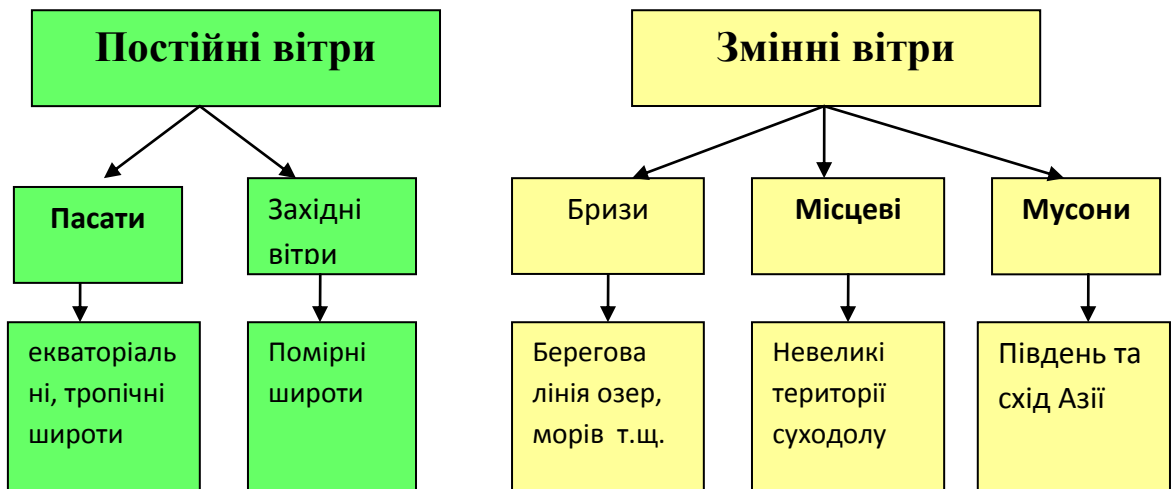 Постійні вітри
Змінні вітри
Пасати
Західні
вітри
Бризи
Місцеві
Мусони
екваторіаль
ні, тропічні
широти
Помірні
широти
Берегова
лінія озер,
морів т.щ.
Невеликі
території
суходолу
Південь та
схід Азії